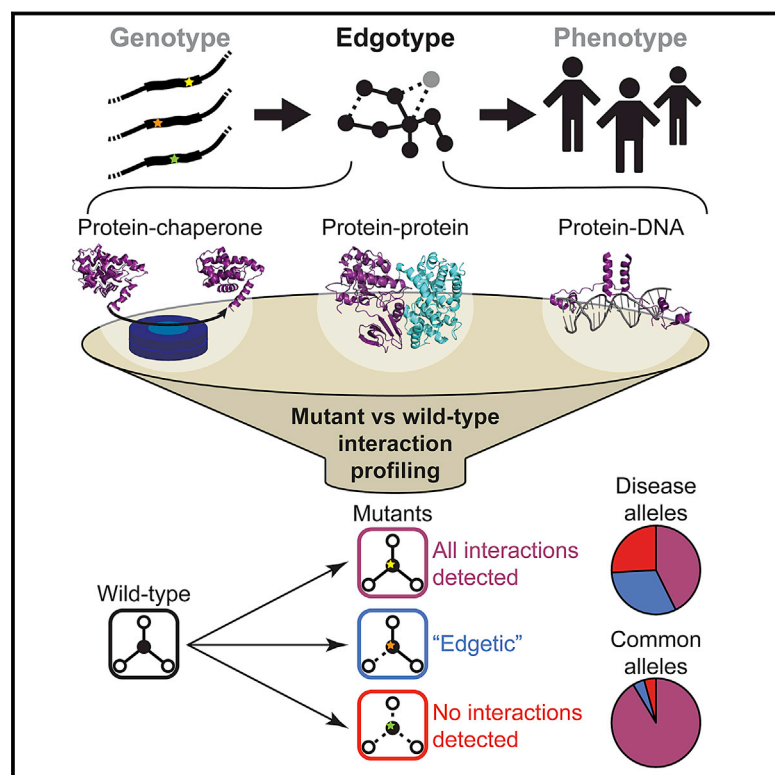 Genotype
Edgotype
Phenotype
Protein-chaperone
Protein-protein
Protein-DNA
Mutant vs wild-type
interaction
profiling
Wild-type
Mutants
All interactions
detected
"Edgetic"
No interactions
detected
Disease
alleles
Common
alleles